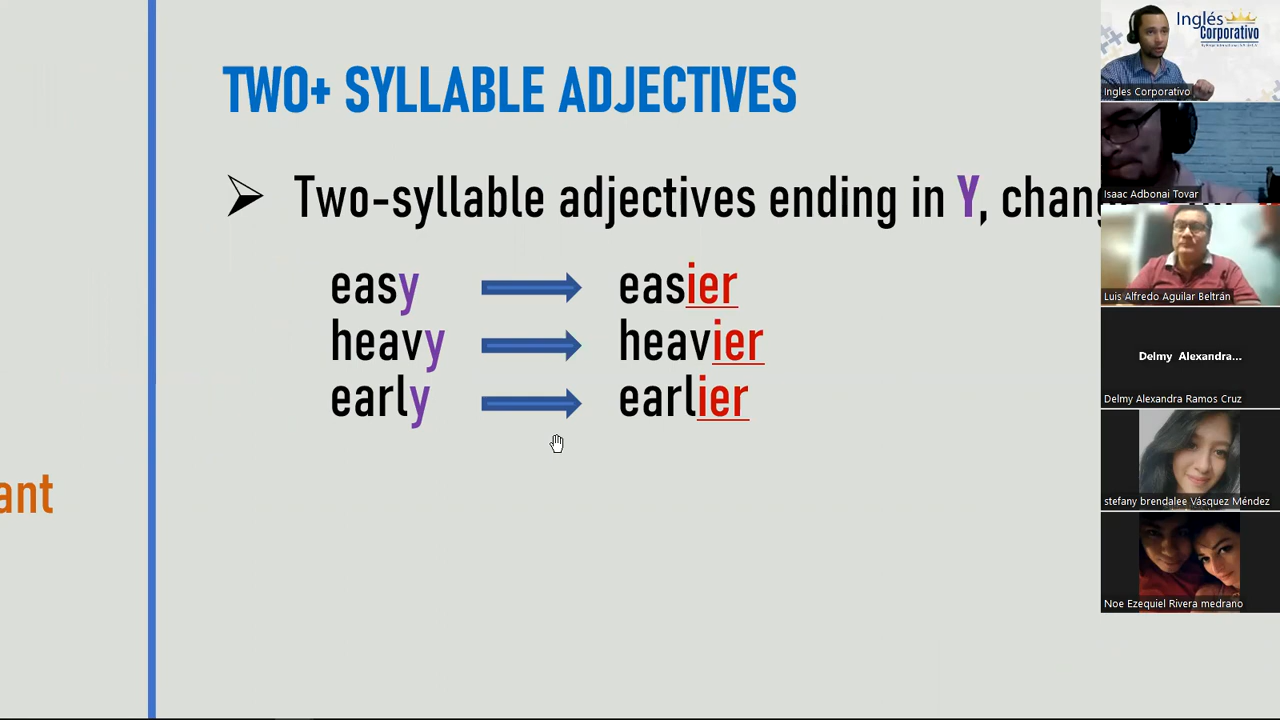 TWO+ SYLLABLE ADJECTIVES
Two-syllable adjectives ending in Y, chang
easy easier
heavy heavier
early earlier
ant
Inglés
Corporativo
Ingles Corporativo
Isaac Adbonai Tovar
Luis Alfredo Aguilar Beltrán
Delmy Alexandra...
Delmy Alexandra Ramos Cruz
stefany brendalee Vásquez Méndez
Noe Ezequiel Rivera medrano